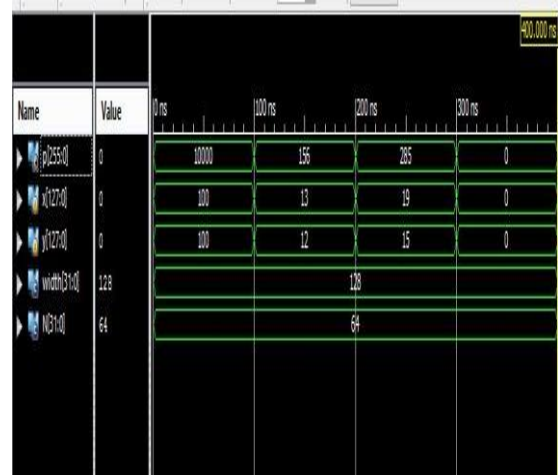 400.000 ns
Name Value 0 ns 100 ns 200 ns 300 ns
p[255:0] 0 10000 156 285 0
x[127:0] 0 100 13 19 0
y[127:0] 0 100 12 15 0
width[31:0] 128 128
N[31:0] 64 64